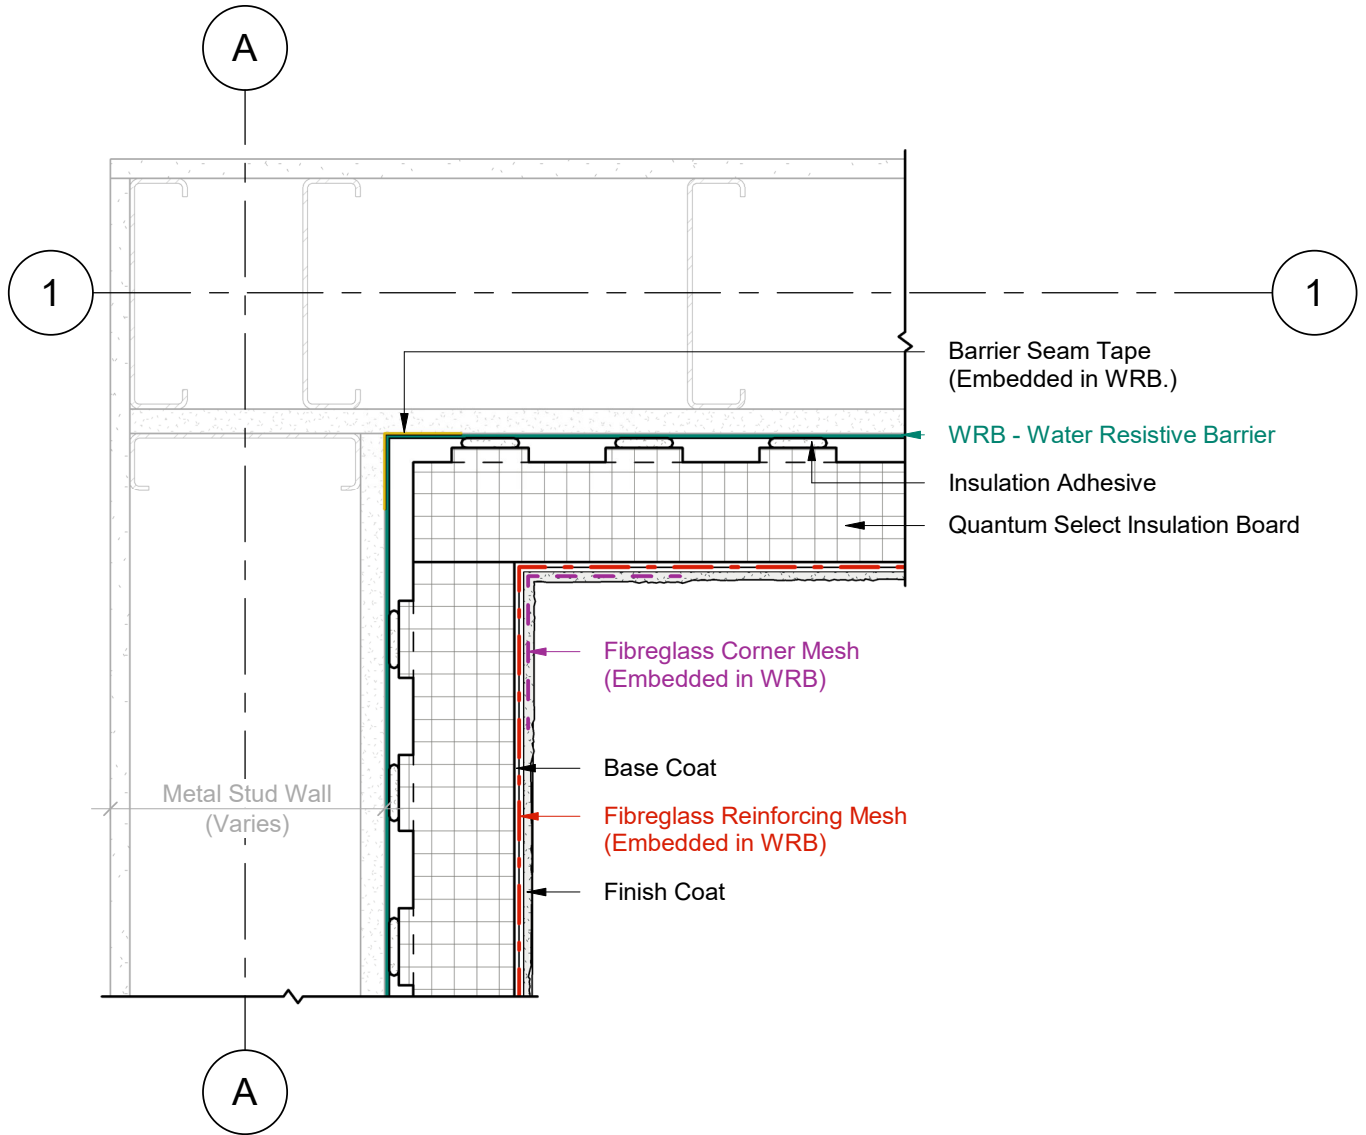 A
1
1
Barrier Seam Tape
(Embedded in WRB.)
WRB - Water Resistive Barrier
Insulation Adhesive
Quantum Select Insulation Board
Fibreglass Corner Mesh
(Embedded in WRB)
Base Coat
Metal Stud Wall
(Varies)
Fibreglass Reinforcing Mesh
(Embedded in WRB)
Finish Coat
A